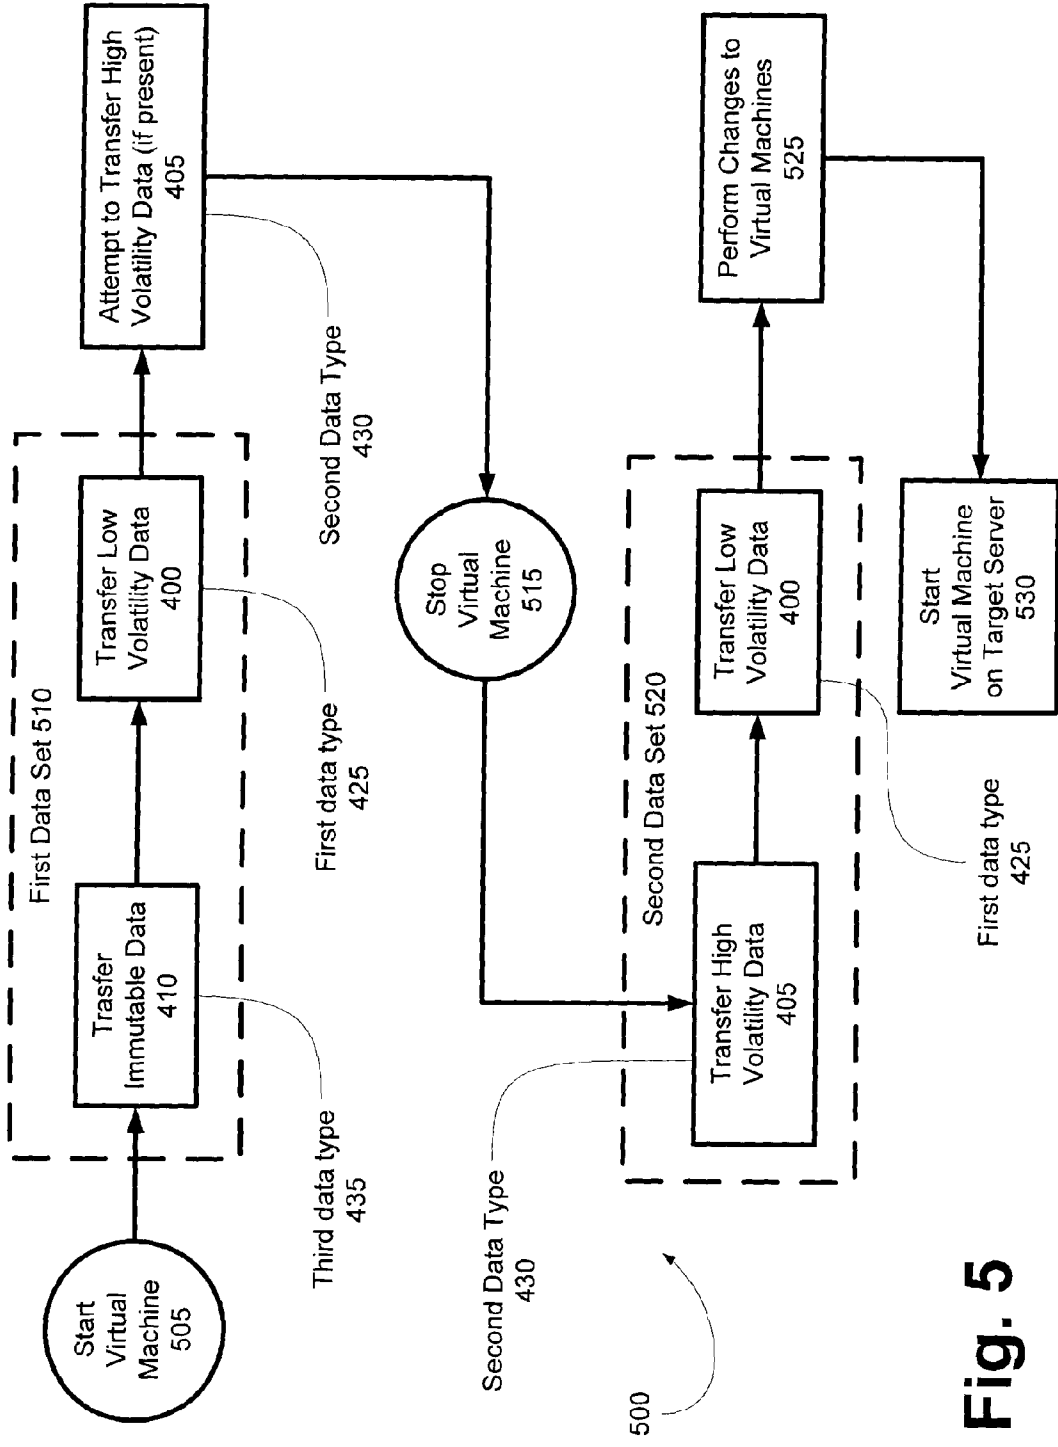 Start
Virtual
Machine
505
First Data Set 510
Trasfer
Immutable Data
410
Transfer Low
Volatility Data
400
Attempt to Transfer High
Volatility Data (if present)
405
Third data type
435
First data type
425
Second Data Type
430
Stop
Virtual
Machine
515
Second Data Type
430
Second Data Set 520
Transfer High
Volatility Data
405
Transfer Low
Volatility Data
400
Perform Changes to
Virtual Machines
525
First data type
425
Start
Virtual Machine
on Target Server
530
500
Fig. 5